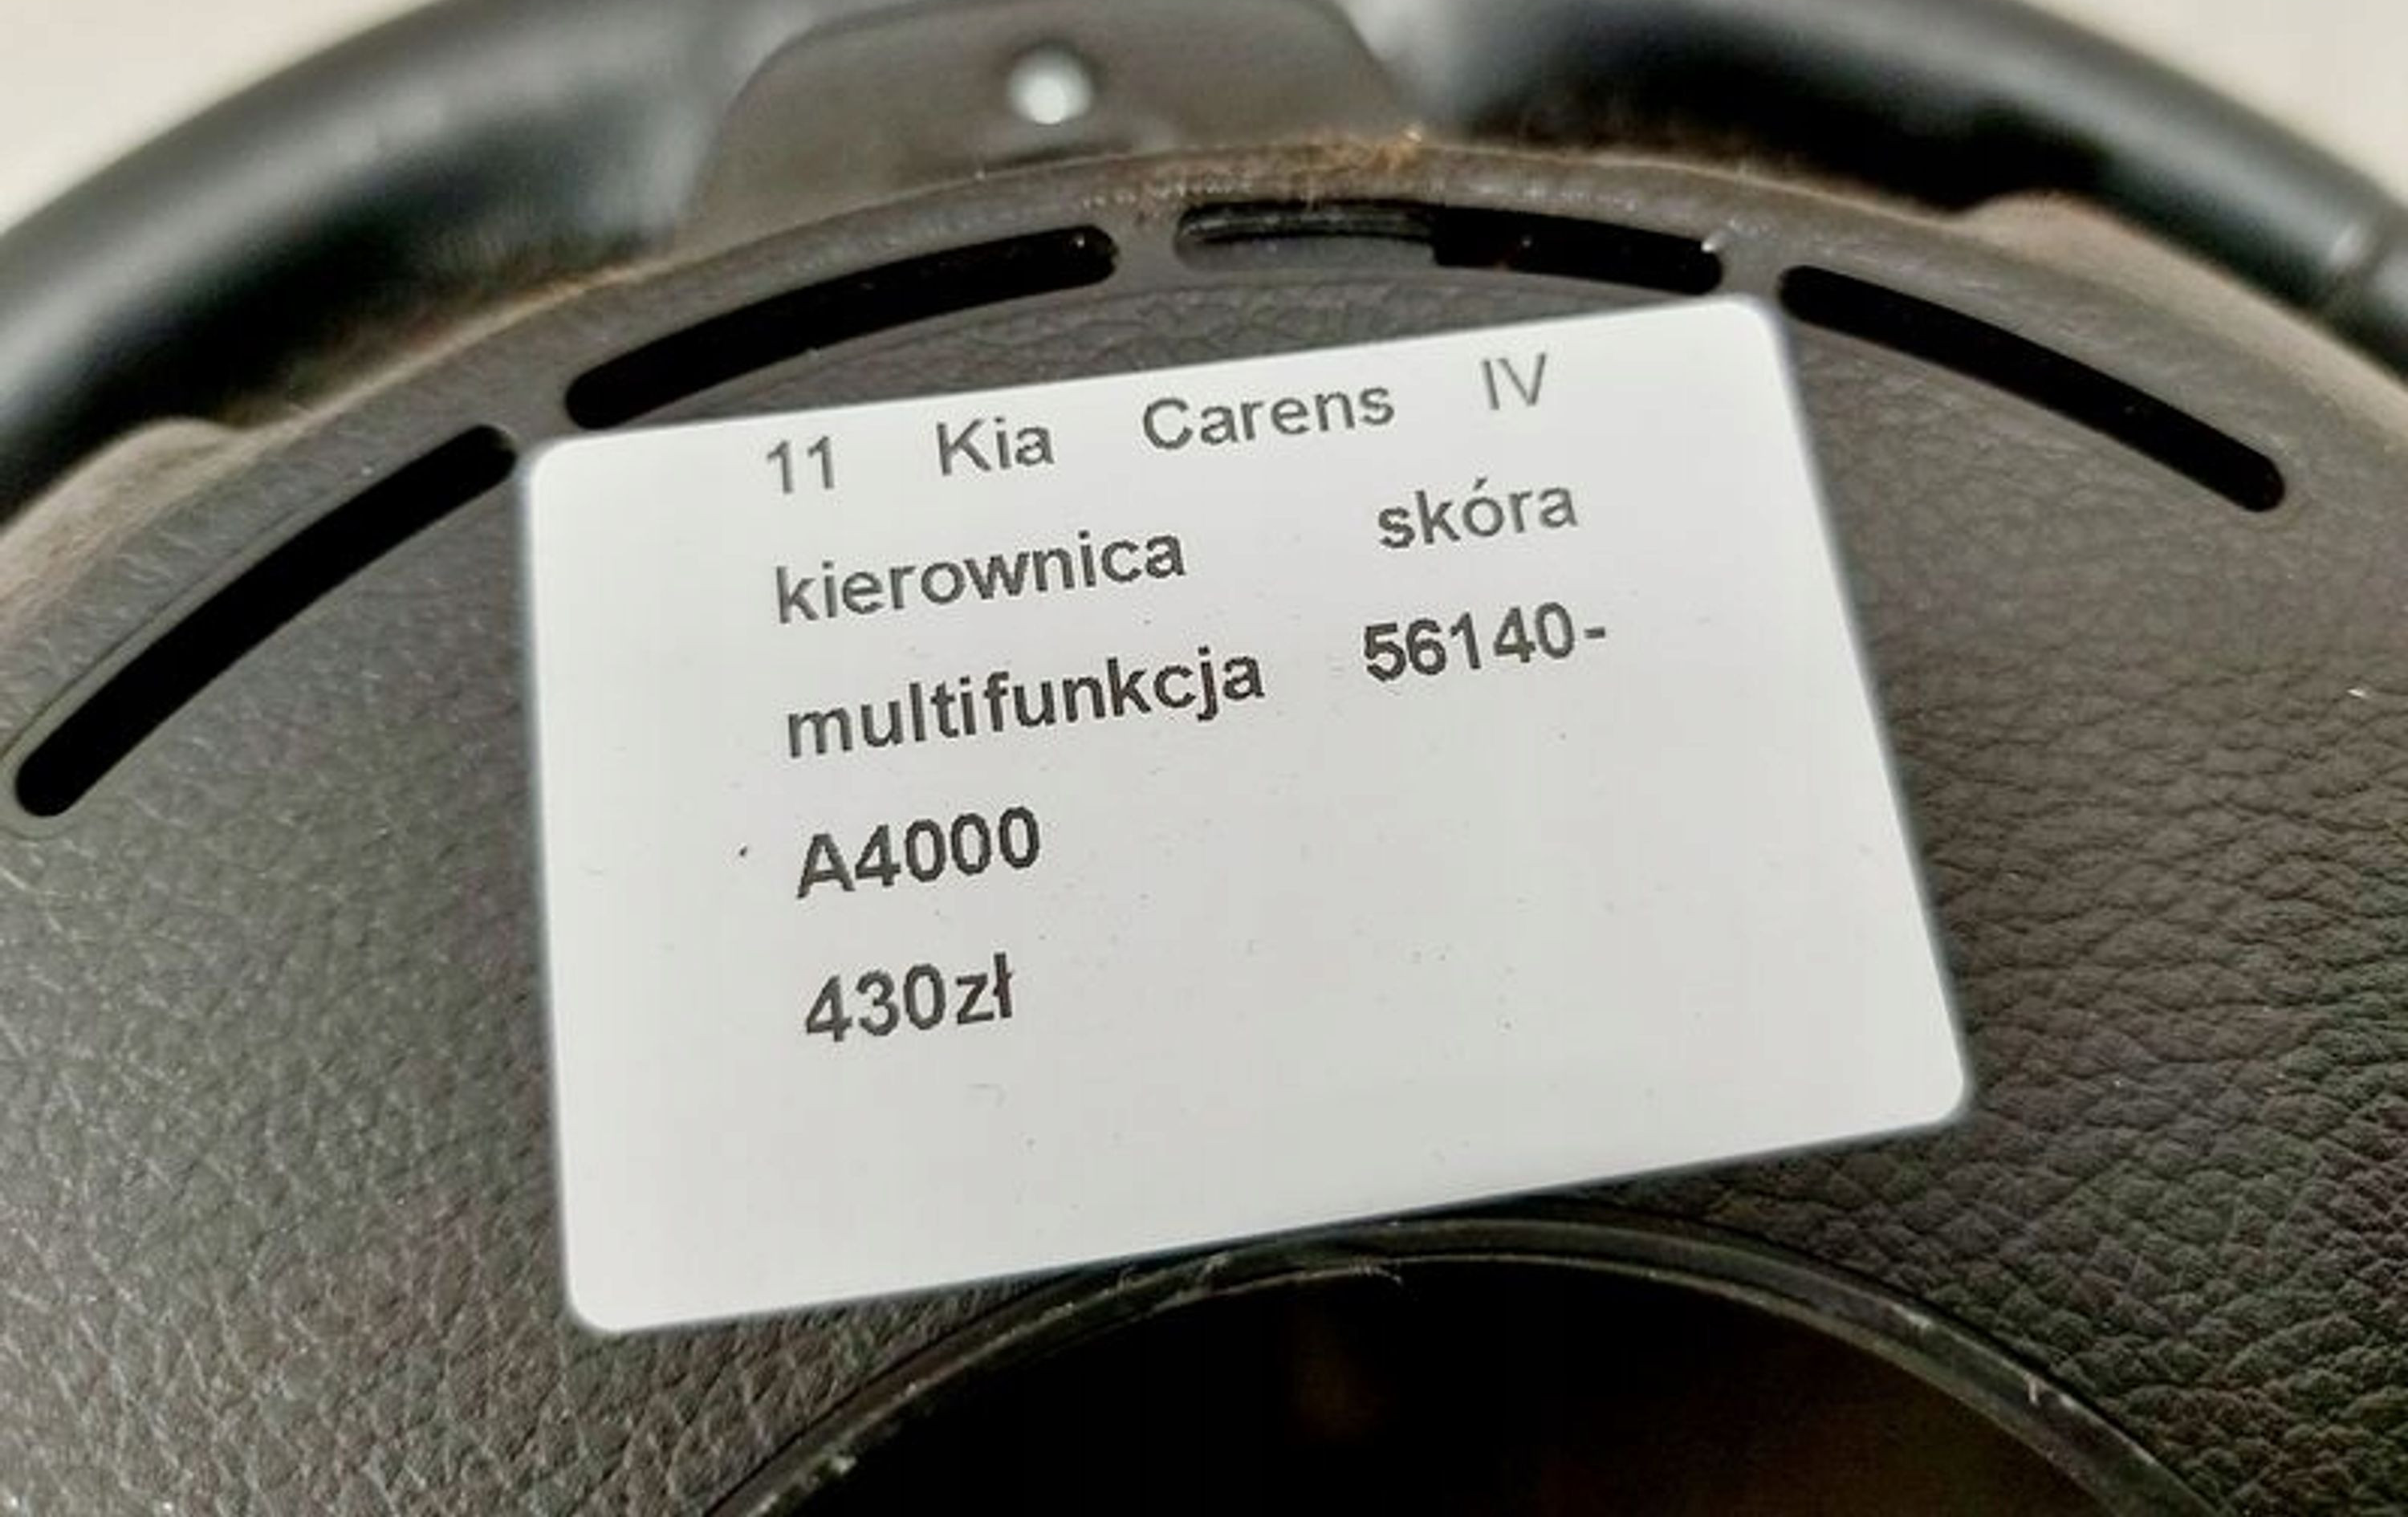 11 Kia Carens IV
kierownica skóra
multifunkcja 56140-
A4000
430zł